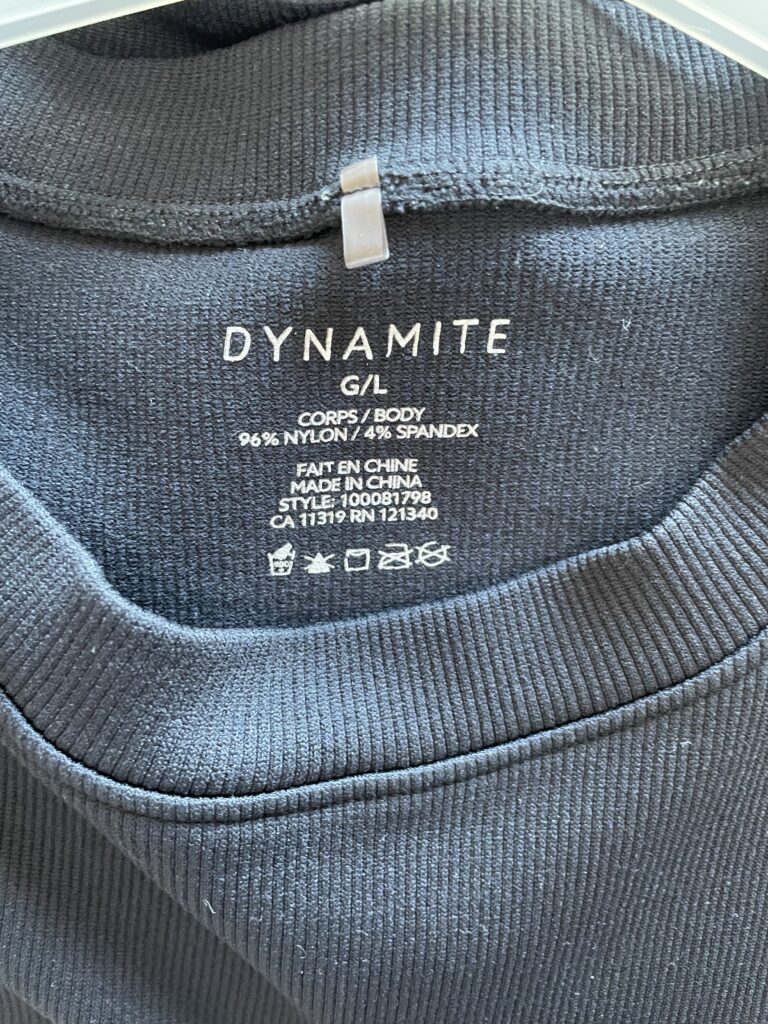 DYNAMITE
G/L
CORPS / BODY
96% NYLON / 4% SPANDEX
FAIT EN CHINE
MADE IN CHINA
STYLE: 100081798
CA 11319 RN 121340